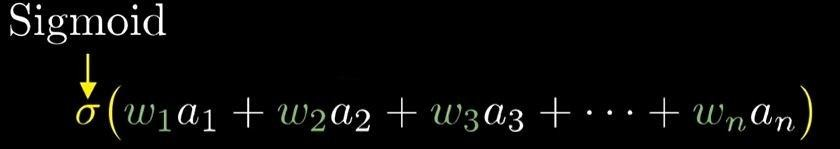 Sigmoid
σ(w₁a₁ + w₂a₂ + w₃a₃ + ⋯ + wₙaₙ)